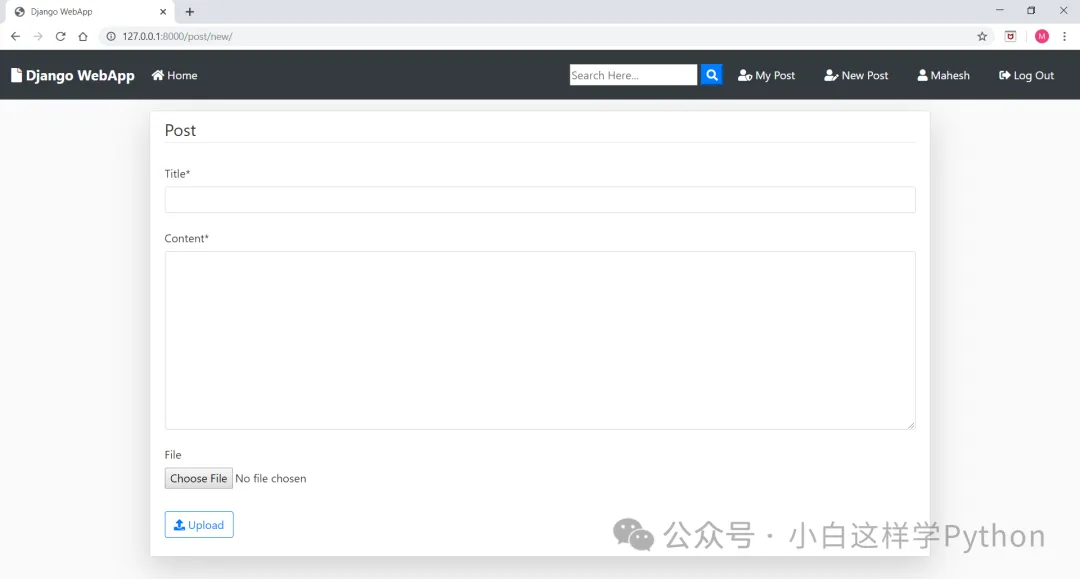 Django WebApp
127.0.0.1:8000/post/new/
M
Django WebApp Home Search Here... My Post New Post Mahesh Log Out
Post
Title*
Content*
File
Choose File No file chosen
Upload
公众号 · 小白这样学Python